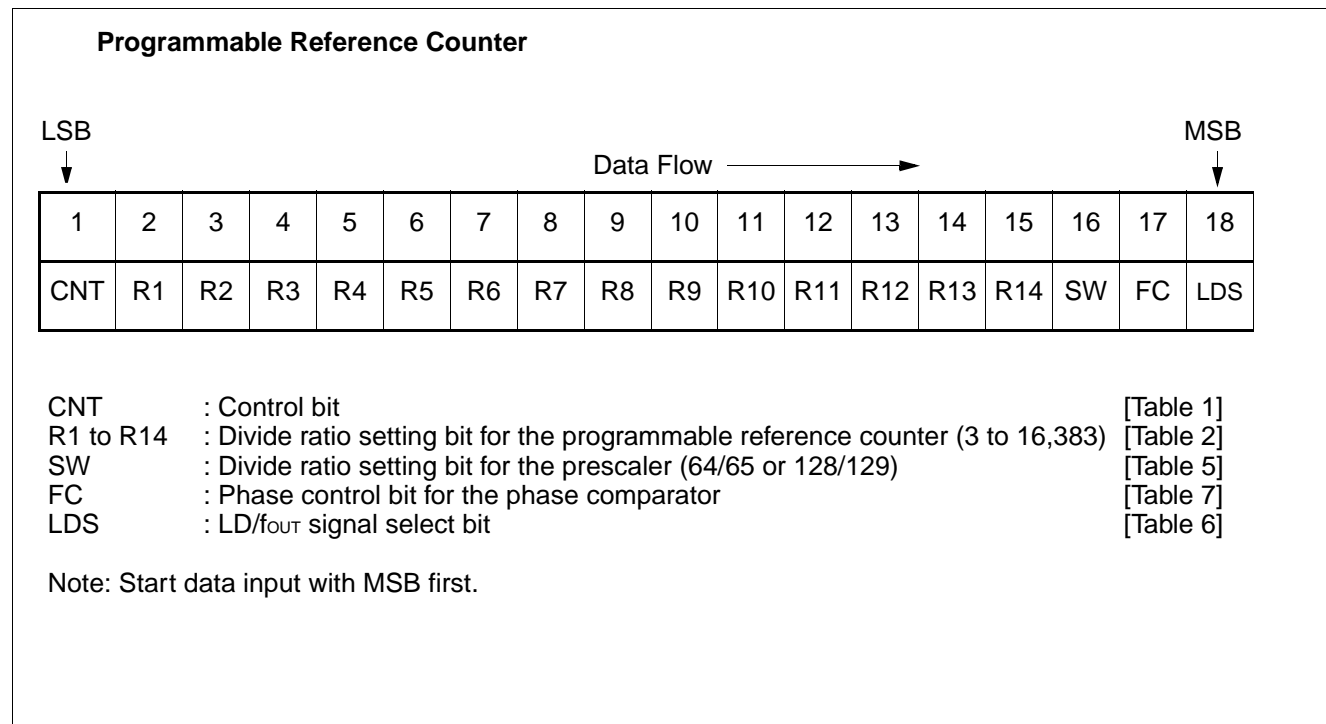 Programmable Reference Counter
LSB MSB
Data Flow
1 2 3 4 5 6 7 8 9 10 11 12 13 14 15 16 17 18
CNT R1 R2 R3 R4 R5 R6 R7 R8 R9 R10 R11 R12 R13 R14 SW FC LDS
CNT : Control bit [Table 1]
R1 to R14 : Divide ratio setting bit for the programmable reference counter (3 to 16,383) [Table 2]
SW : Divide ratio setting bit for the prescaler (64/65 or 128/129) [Table 5]
FC : Phase control bit for the phase comparator [Table 7]
LDS : LD/fOUT signal select bit [Table 6]
Note: Start data input with MSB first.